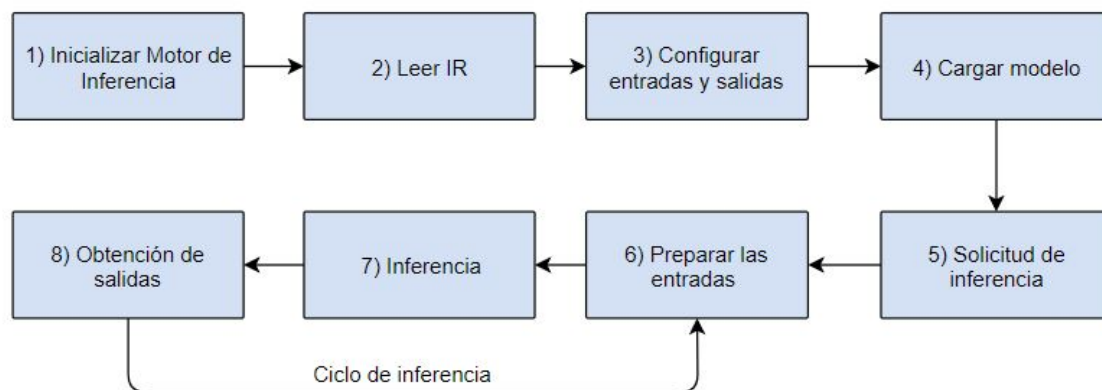 1) Inicializar Motor de
Inferencia
2) Leer IR
3) Configurar
entradas y salidas
4) Cargar modelo
5) Solicitud de
inferencia
6) Preparar las
entradas
7) Inferencia
8) Obtención de
salidas
Ciclo de inferencia